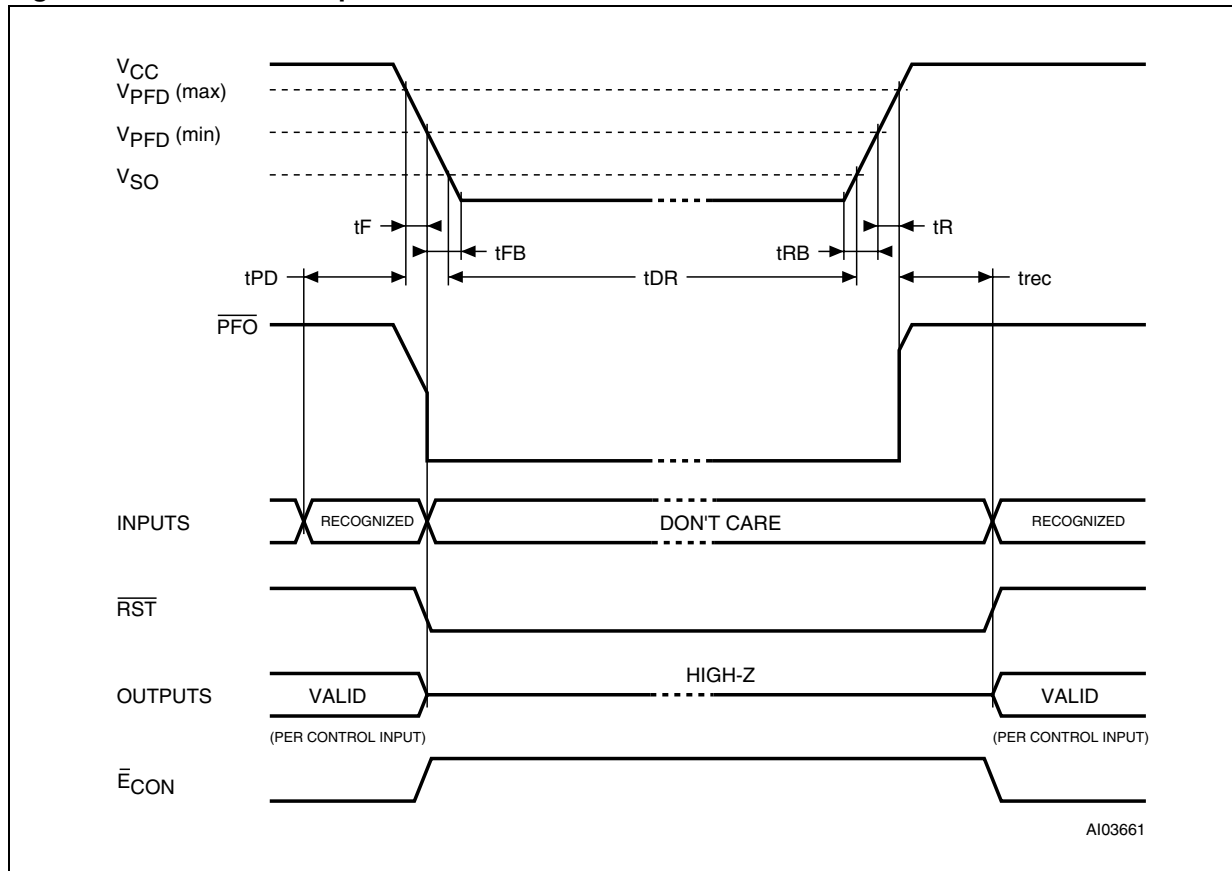 VCC
VPFD (max)
VPFD (min)
VSO
tF
tFB
tR
tRB
tPD
tDR
trec
PFO
INPUTS
RECOGNIZED
DON'T CARE
RECOGNIZED
RST
HIGH-Z
OUTPUTS
VALID
VALID
(PER CONTROL INPUT)
(PER CONTROL INPUT)
ECON
AI03661